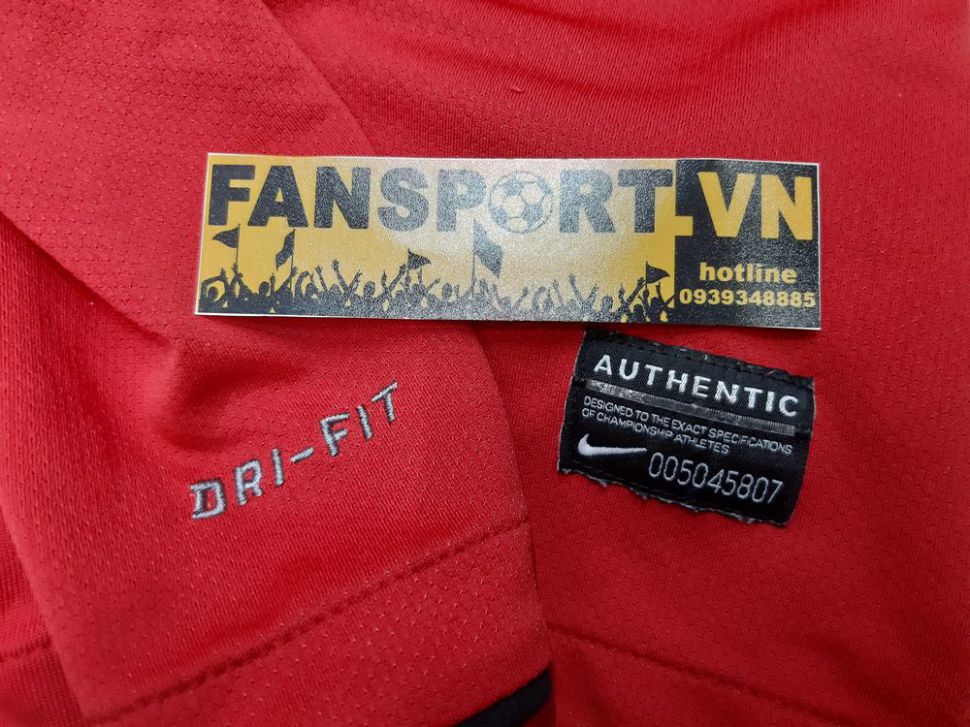 FANSPORT-VN
hotline
0939348885
AUTHENTIC
DESIGNED TO THE EXACT SPECIFICATIONS
OF CHAMPIONSHIP ATHLETES
005045807
DRI-FIT